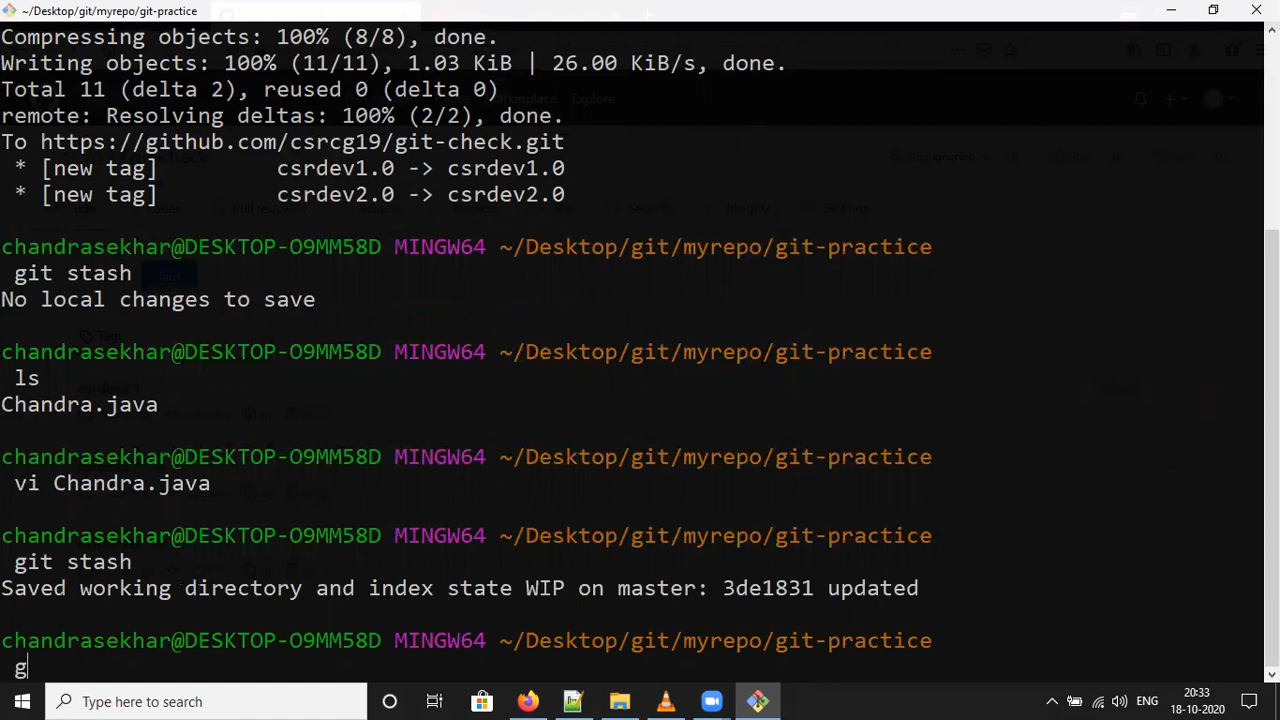 ~/Desktop/git/myrepo/git-practice
Compressing objects: 100% (8/8), done.
Writing objects: 100% (11/11), 1.03 KiB | 26.00 KiB/s, done.
Total 11 (delta 2), reused 0 (delta 0)
remote: Resolving deltas: 100% (2/2), done.
To https://github.com/csrcg19/git-check.git
* [new tag] csrdev1.0 -> csrdev1.0
* [new tag] csrdev2.0 -> csrdev2.0
chandrasekhar@DESKTOP-O9MM58D MINGW64 ~/Desktop/git/myrepo/git-practice
git stash
No local changes to save
chandrasekhar@DESKTOP-O9MM58D MINGW64 ~/Desktop/git/myrepo/git-practice
ls
Chandra.java
chandrasekhar@DESKTOP-O9MM58D MINGW64 ~/Desktop/git/myrepo/git-practice
vi Chandra.java
chandrasekhar@DESKTOP-O9MM58D MINGW64 ~/Desktop/git/myrepo/git-practice
git stash
Saved working directory and index state WIP on master: 3de1831 updated
chandrasekhar@DESKTOP-O9MM58D MINGW64 ~/Desktop/git/myrepo/git-practice
g
Type here to search
ENG
20:33
18-10-2020